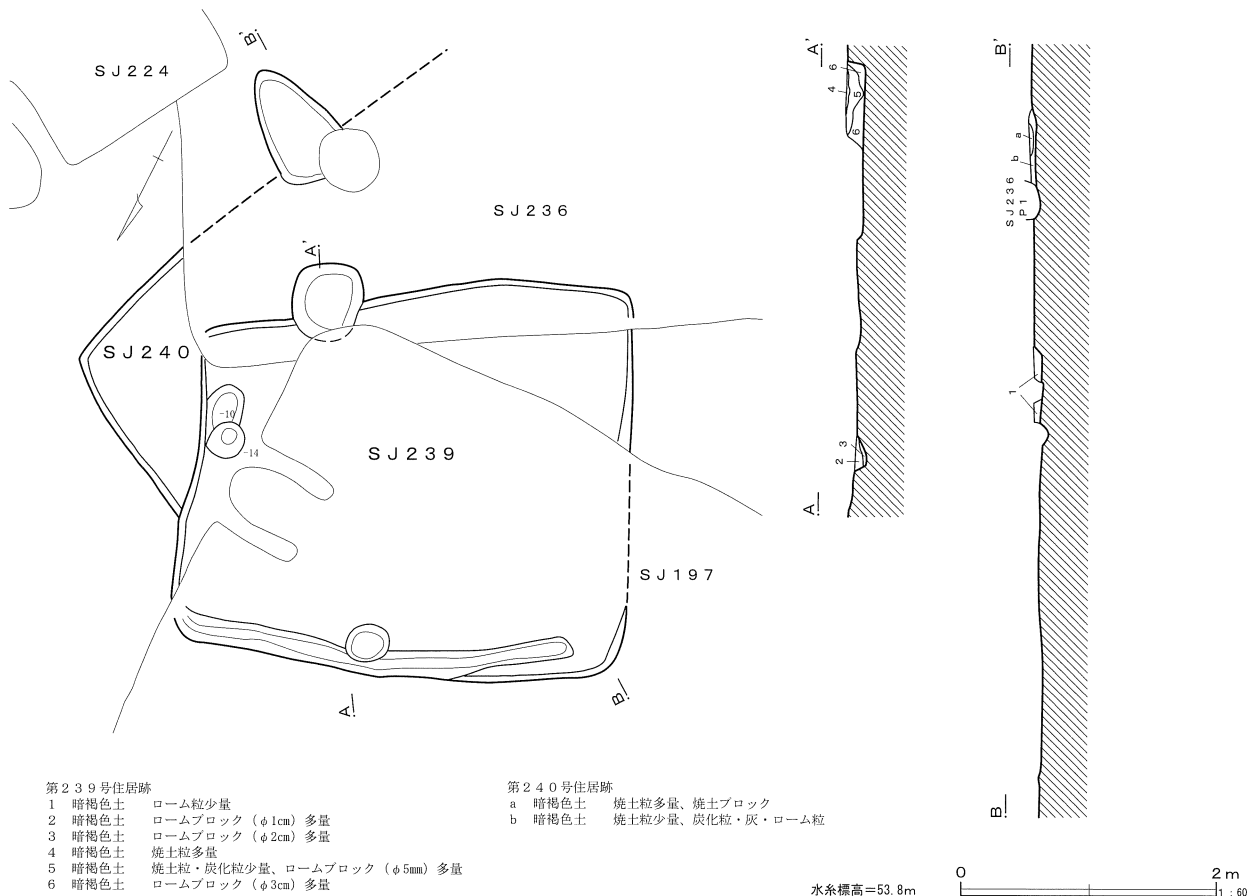 SJ224
B'
A'
B'
SJ236
A'
SJ240
SJ239
SJ197
-10
-14
A
B
6
4
5
6
3
2
A
a
b
SJ236
P1
1
B
第239号住居跡
1 暗褐色土 ローム粒少量
2 暗褐色土 ロームブロック（φ1cm）多量
3 暗褐色土 ロームブロック（φ2cm）多量
4 暗褐色土 焼土粒多量
5 暗褐色土 焼土粒・炭化粒少量、ロームブロック（φ5mm）多量
6 暗褐色土 ロームブロック（φ3cm）多量
第240号住居跡
a 暗褐色土 焼土粒多量、焼土ブロック
b 暗褐色土 焼土粒少量、炭化粒・灰・ローム粒
水糸標高=53.8m
0 2m
1:60